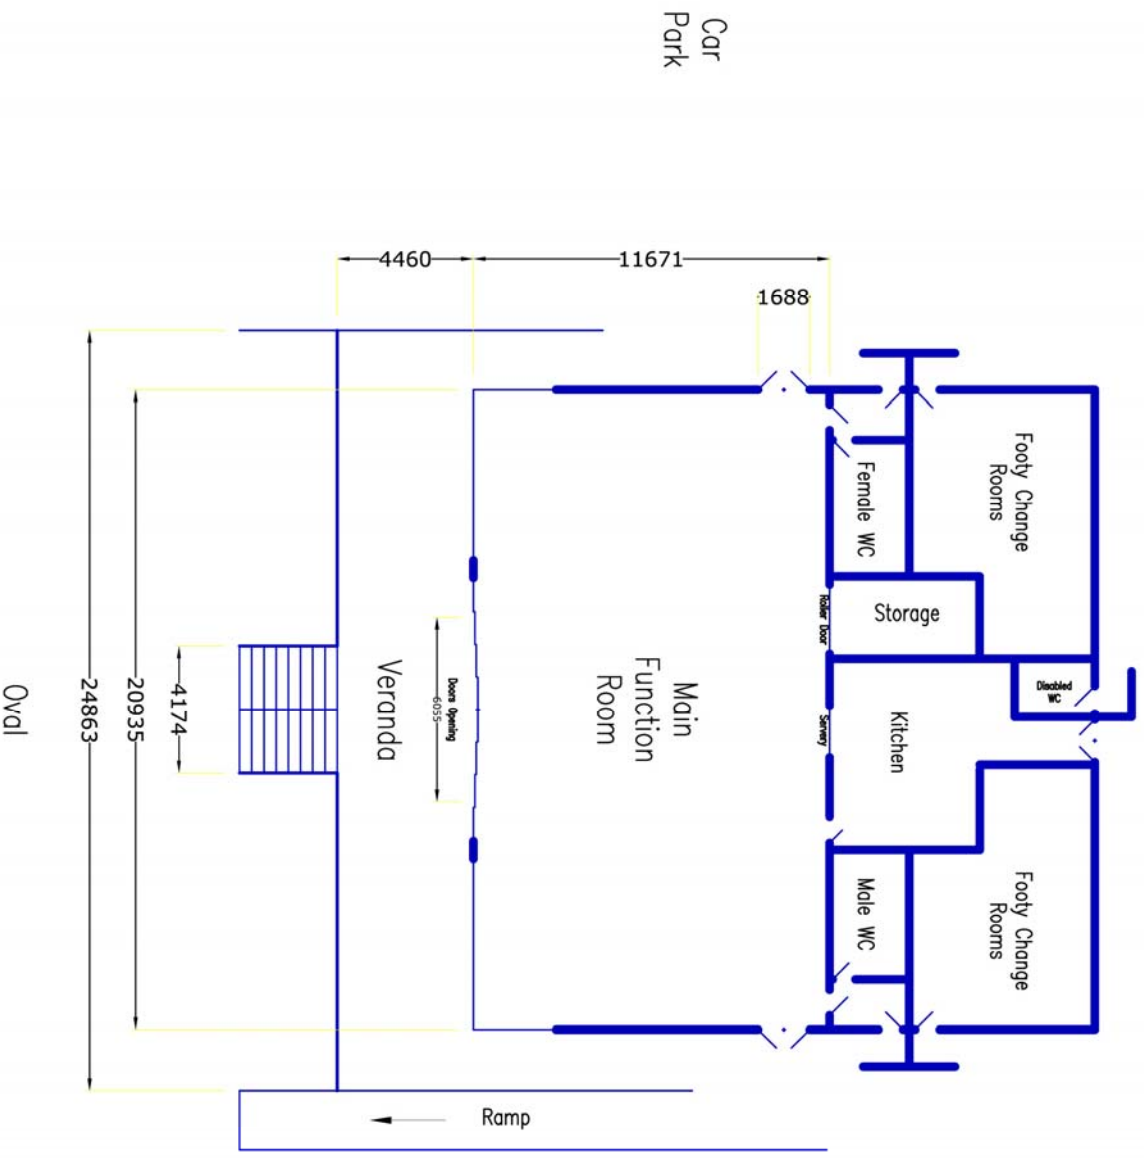 Car
Park
4460
11671
1688
Footy Change
Rooms
Female WC
Storage
Roller Door
Disabled
WC
Kitchen
Servery
Main
Function
Room
Doors Opening
6055
Veranda
4174
20935
24863
Oval
Male WC
Footy Change
Rooms
Ramp